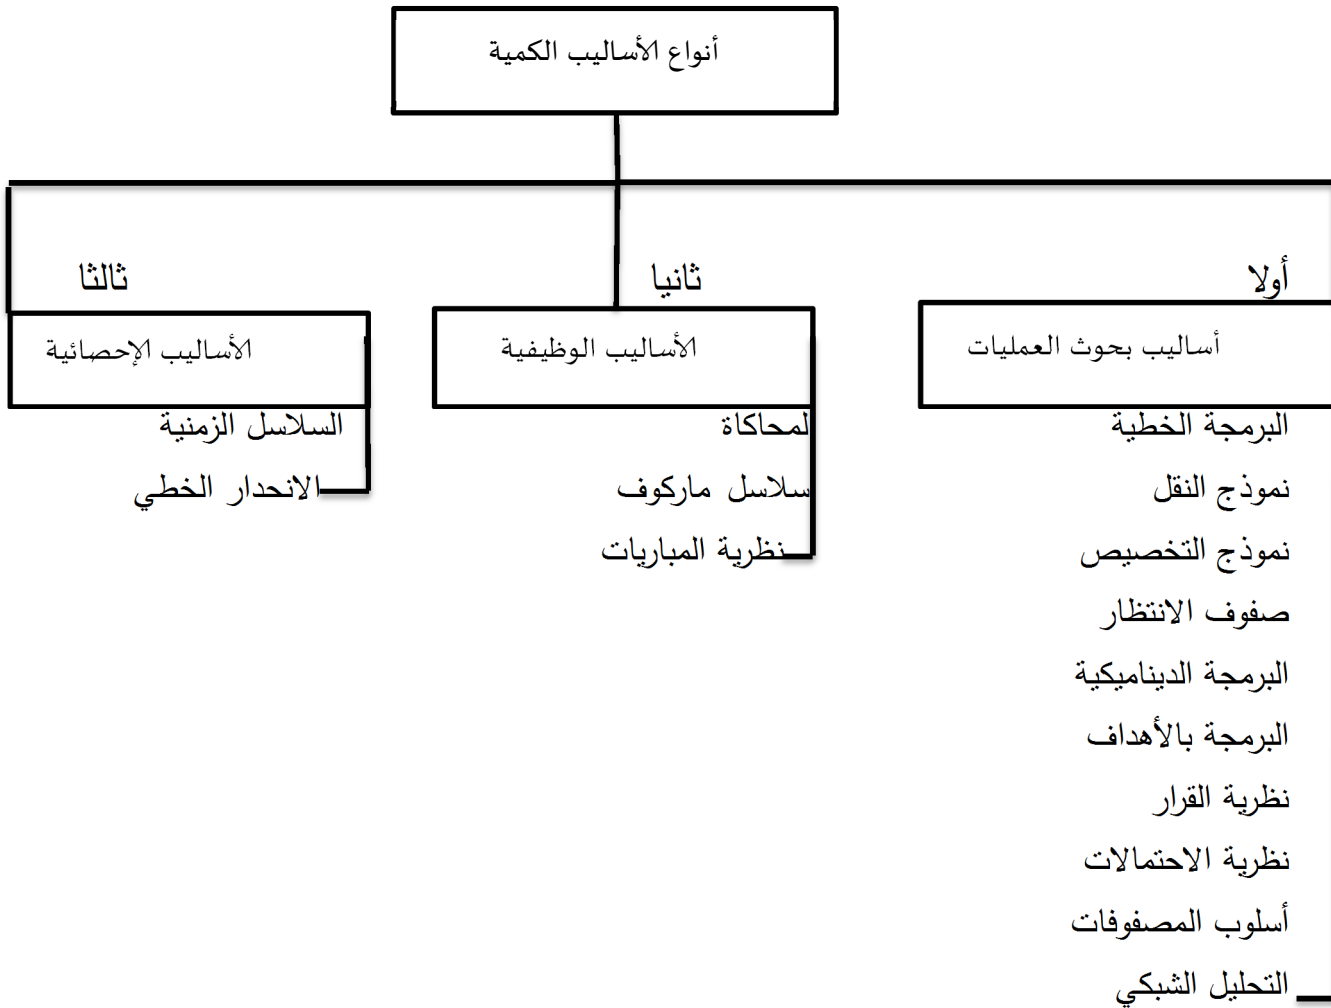 أنواع الأساليب الكمية
أولا
أساليب بحوث العمليات
البرمجة الخطية
نموذج النقل
نموذج التخصيص
صفوف الانتظار
البرمجة الديناميكية
البرمجة بالأهداف
نظرية القرار
نظرية الاحتمالات
أسلوب المصفوفات
التحليل الشبكي
ثانيا
الأساليب الوظيفية
لمحاكاة
سلاسل ماركوف
نظرية المباريات
ثالثا
الأساليب الإحصائية
السلاسل الزمنية
الانحدار الخطي